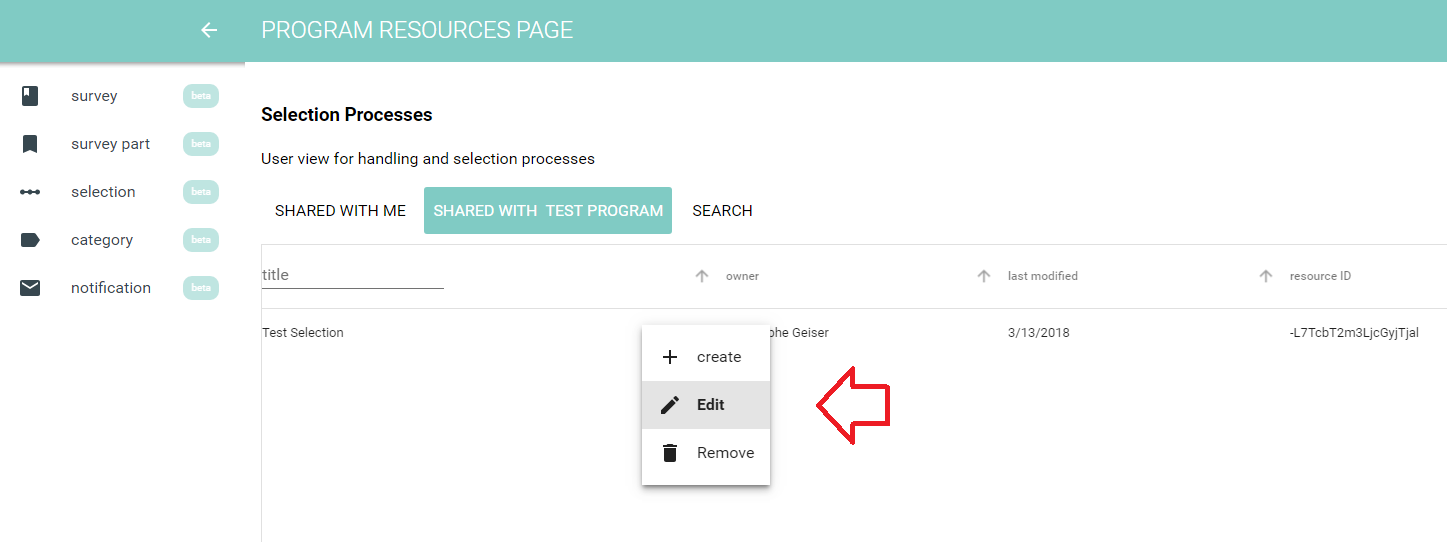 PROGRAM RESOURCES PAGE
survey beta
survey part beta
selection beta
category beta
notification beta
Selection Processes
User view for handling and selection processes
SHARED WITH ME SHARED WITH TEST PROGRAM SEARCH
title owner last modified resource ID
Test Selection phe Geiser 3/13/2018 -L7TcbT2m3LjcGyjTjal
create
Edit
Remove